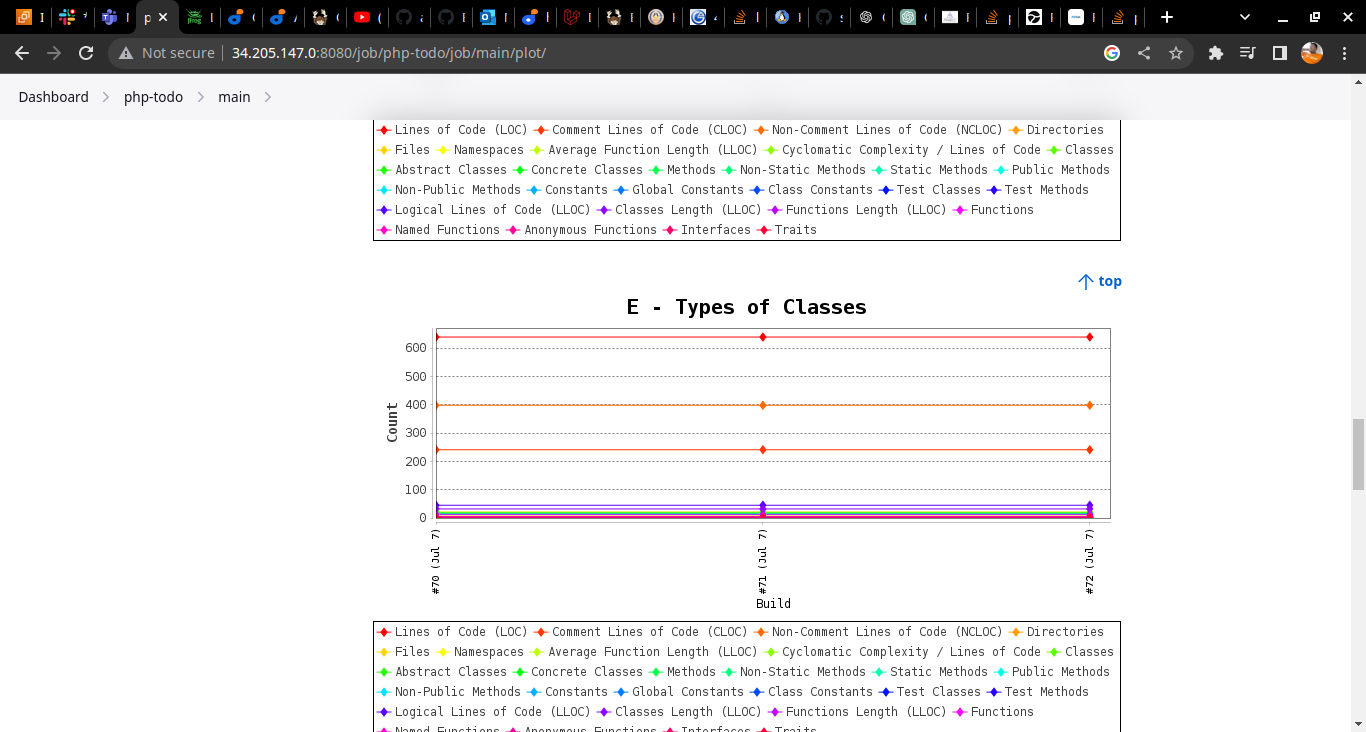 Not secure 34.205.147.0:8080/job/php-todo/job/main/plot/
Dashboard php-todo main
Lines of Code (LOC) Comment Lines of Code (CLOC) Non-Comment Lines of Code (NCLOC) Directories
Files Namespaces Average Function Length (LLOC) Cyclomatic Complexity / Lines of Code Classes
Abstract Classes Concrete Classes Methods Non-Static Methods Static Methods Public Methods
Non-Public Methods Constants Global Constants Class Constants Test Classes Test Methods
Logical Lines of Code (LLOC) Classes Length (LLOC) Functions Length (LLOC) Functions
Named Functions Anonymous Functions Interfaces Traits
top
E - Types of Classes
Count
600
500
400
300
200
100
0
#70 (Jul 7)
#71 (Jul 7)
#72 (Jul 7)
Build
Lines of Code (LOC) Comment Lines of Code (CLOC) Non-Comment Lines of Code (NCLOC) Directories
Files Namespaces Average Function Length (LLOC) Cyclomatic Complexity / Lines of Code Classes
Abstract Classes Concrete Classes Methods Non-Static Methods Static Methods Public Methods
Non-Public Methods Constants Global Constants Class Constants Test Classes Test Methods
Logical Lines of Code (LLOC) Classes Length (LLOC) Functions Length (LLOC) Functions
Named Functions Anonymous Functions Interfaces Traits